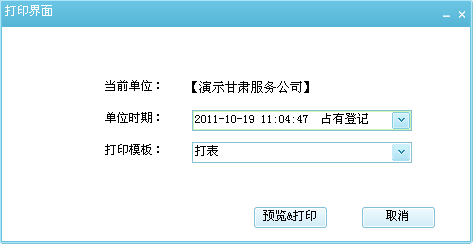 打印界面
当前单位： 【演示甘肃服务公司】
单位时期： 2011-10-19 11:04:47 占有登记
打印模板： 打表
预览&打印 取消